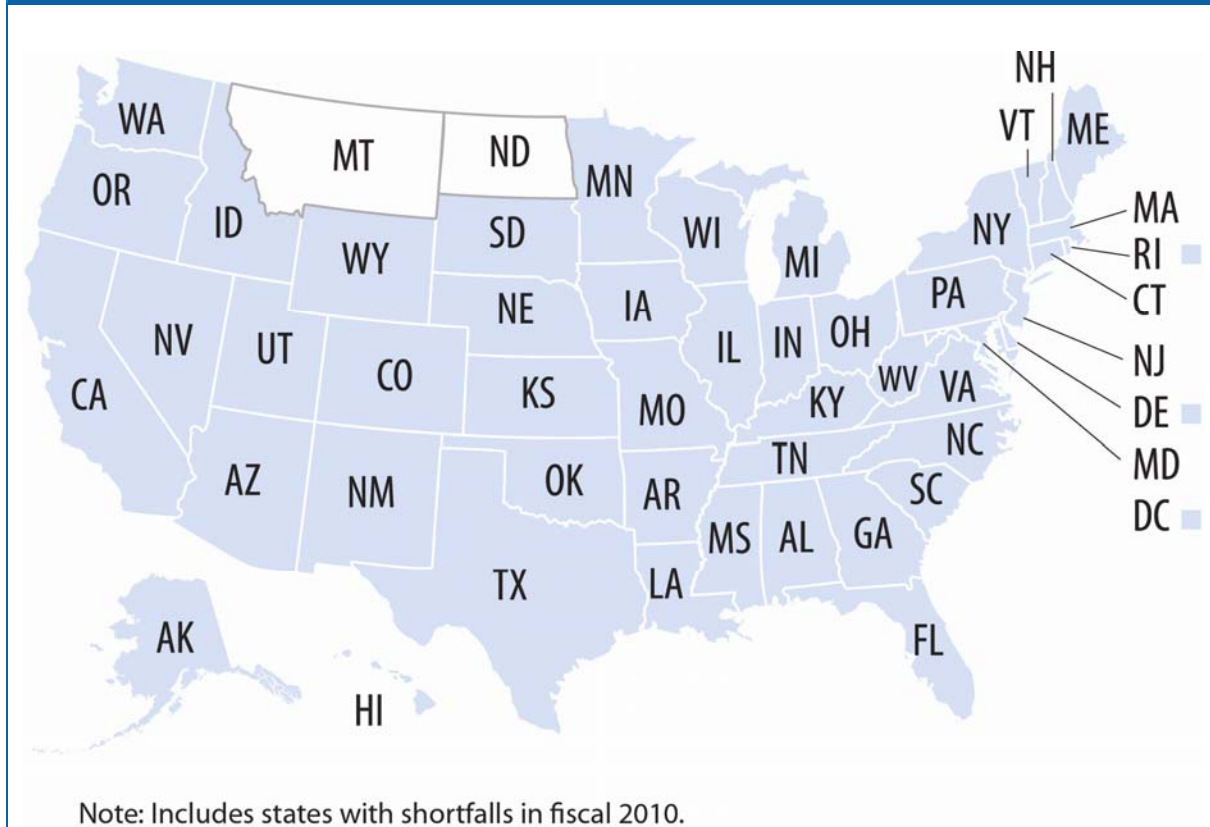 NH
VT
ME
WA
MT
ND
MN
OR
ID
SD
WI
NY
MA
RI
CT
WY
MI
PA
NE
IA
NV
UT
CO
IL
IN
OH
NJ
CA
KS
MO
KY
WV
VA
DE
NC
MD
TN
AZ
NM
OK
AR
SC
DC
MS
AL
GA
TX
LA
AK
FL
HI
Note: Includes states with shortfalls in fiscal 2010.